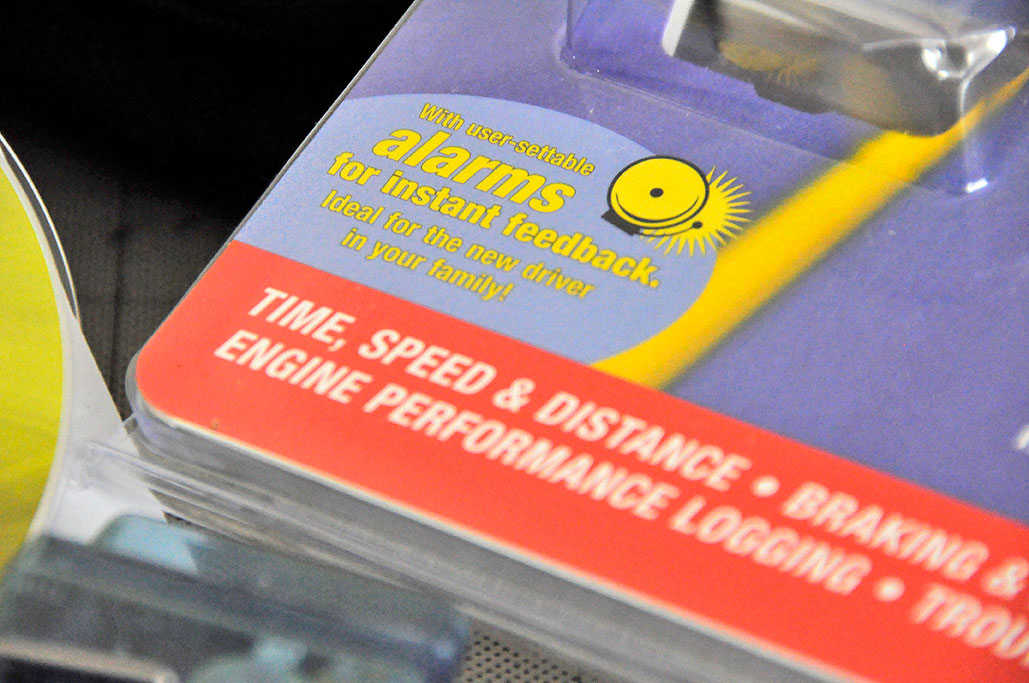 With user-settable
alarms
for instant feedback.
Ideal for the new driver
in your family!
TIME, SPEED & DISTANCE • BRAKING &
ENGINE PERFORMANCE LOGGING •